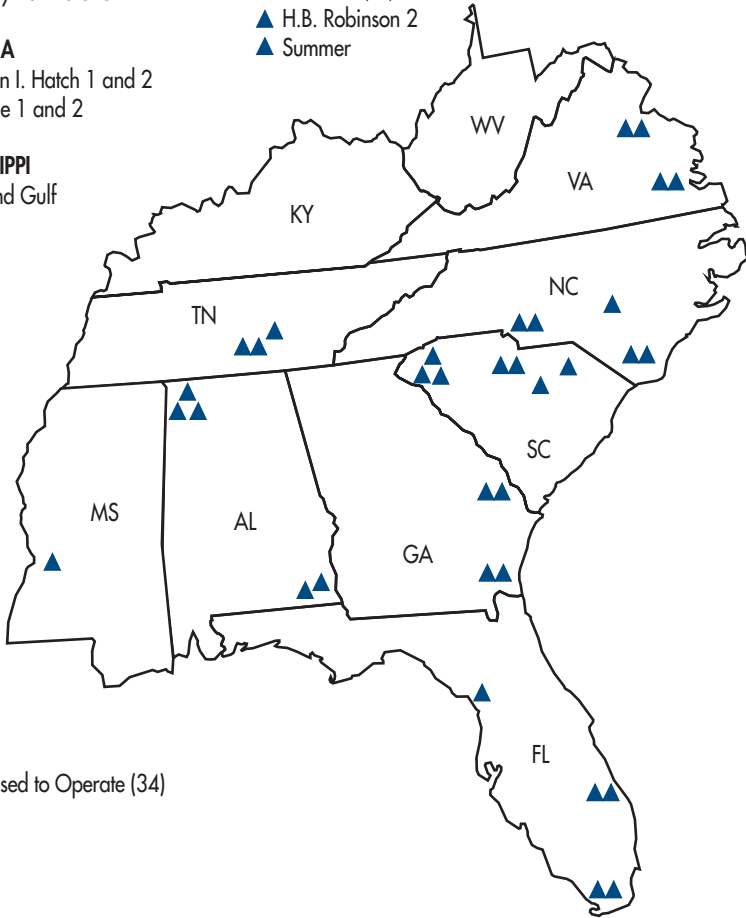 ▲ H.B. Robinson 2
▲ Summer
A
n I. Hatch 1 and 2
e 1 and 2
IPPI
nd Gulf
WV
VA
KY
NC
TN
SC
MS
AL
GA
FL
sed to Operate (34)